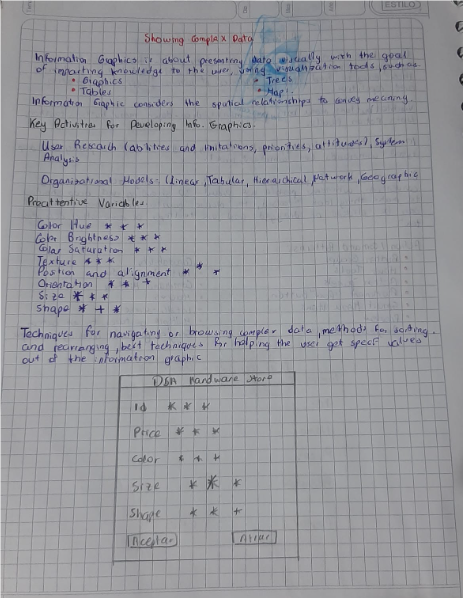 ESTILO
Showing Complex Data
Information Graphics is about presenting data visually with the goal
of imparting knowledge to the user, using visualization tools, such as
• Graphics • Trees
• Tables • Map.
Information Graphic considers the spatial relationships to convey meaning
Key Activities for Developing Info. Graphics.
User Research (abilities and limitations, priorities, attitudes), System
Analysis
Organizational Models: (Linear, Tabular, Hierarchical, Network, Geographic
Preattentive Variables
Color Hue * * *
Color Brightness * * *
Color Saturation * * *
Texture * * *
Position and alignment * * *
Orientation * * *
Size * * *
Shape * + *
Techniques for navigating or browsing complex data, methods for sorting
and rearranging, best techniques for helping the user get specif values
out of the information graphic
Hardware Store
Id * * *
Price * * *
Color * * *
Size * * *
Shape * * +
Aceptar